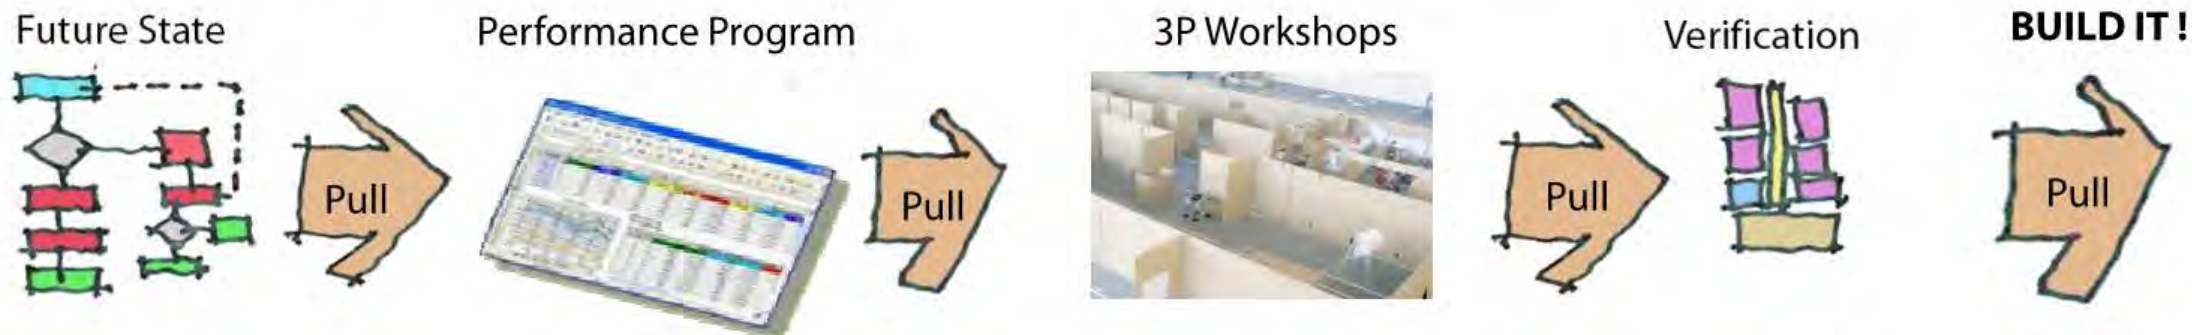 Future State
Performance Program
3P Workshops
Verification
BUILD IT !
Pull
Pull
Pull
Pull